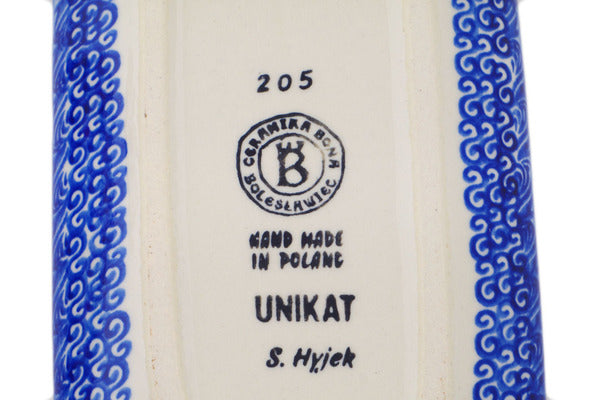 205
CERAMIKA BONA
B
BOLESŁAWIEC
HAND MADE
IN POLAND
UNIKAT
S. Hyjek